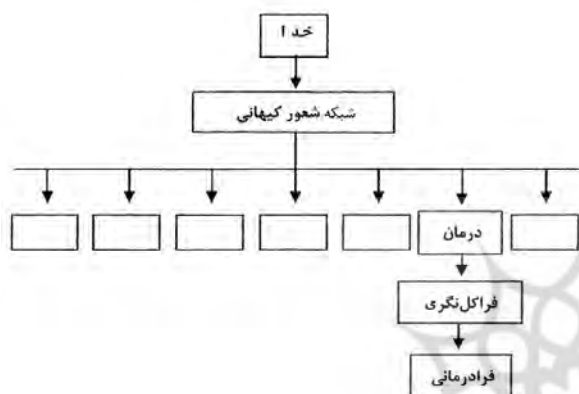 خدا
شبکه شعور کیهانی
درمان
فراکل‌نگری
فرادرمانی